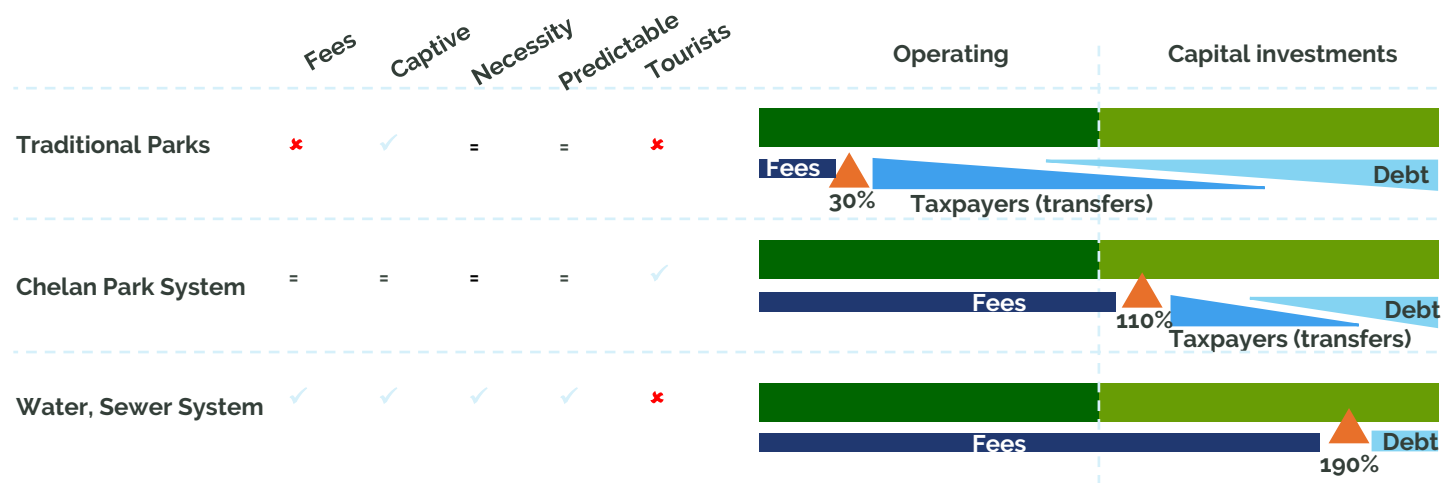 Fees Captive Necessity Predictable Tourists Operating Capital investments
Traditional Parks ✘ ✓ = = ✘
Fees Debt
30% Taxpayers (transfers)
Chelan Park System = = = = ✓
Fees Debt
110% Taxpayers (transfers)
Water, Sewer System ✓ ✓ ✓ ✓ ✘
Fees Debt
190%